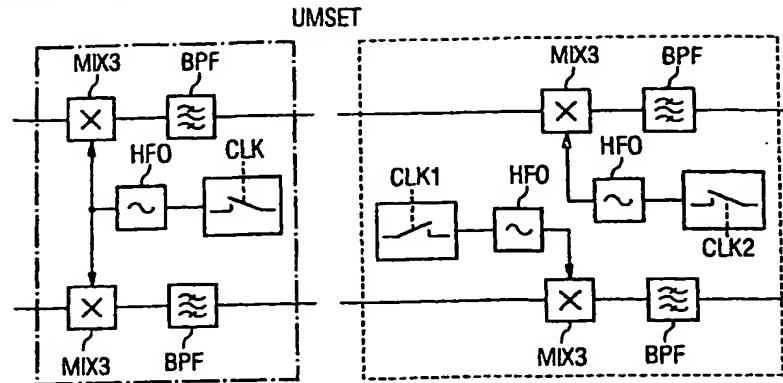 UMSET
MIX3
BPF
HFO
CLK
MIX3
BPF
MIX3
BPF
CLK1
HFO
HFO
CLK2
MIX3
BPF